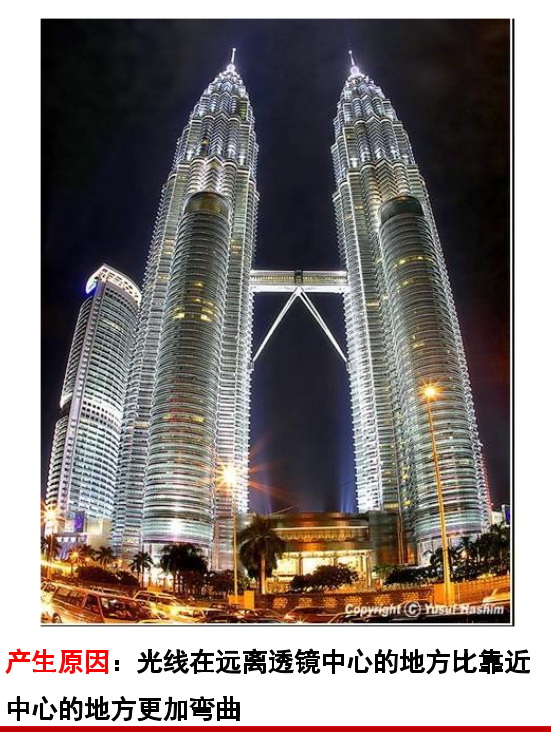 Copyright (C) Yusuf Hashim
产生原因：光线在远离透镜中心的地方比靠近
中心的地方更加弯曲